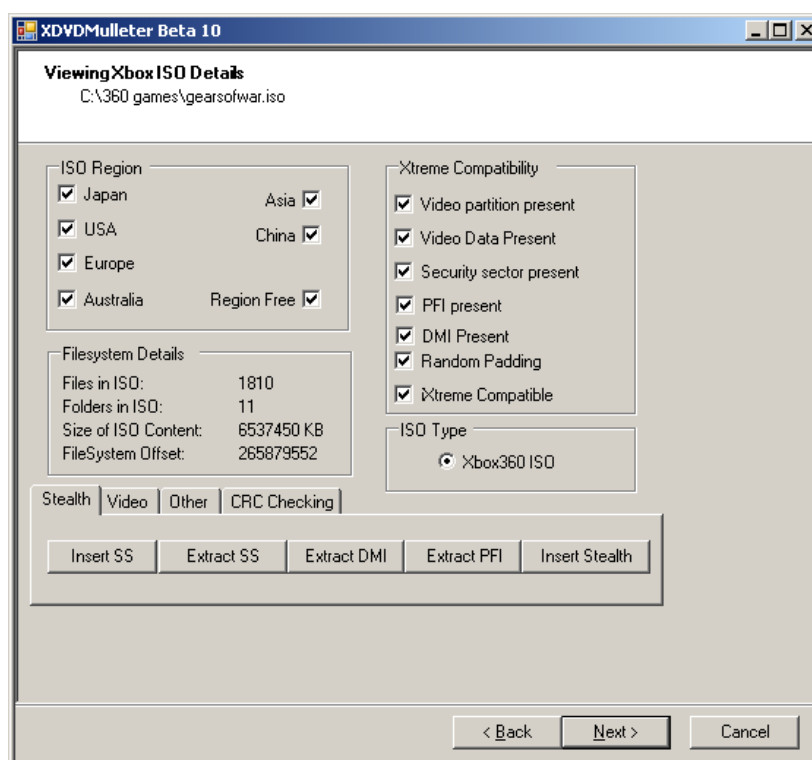 XDVDMulleter Beta 10
Viewing Xbox ISO Details
C:\360 games\gearsofwar.iso
ISO Region
Japan
Asia
USA
China
Europe
Australia
Region Free
Xtreme Compatibility
Video partition present
Video Data Present
Security sector present
PFI present
DMI Present
Random Padding
iXtreme Compatible
Filesystem Details
Files in ISO: 1810
Folders in ISO: 11
Size of ISO Content: 6537450 KB
FileSystem Offset: 265879552
ISO Type
Xbox360 ISO
Stealth Video Other CRC Checking
Insert SS Extract SS Extract DMI Extract PFI Insert Stealth
< Back Next > Cancel